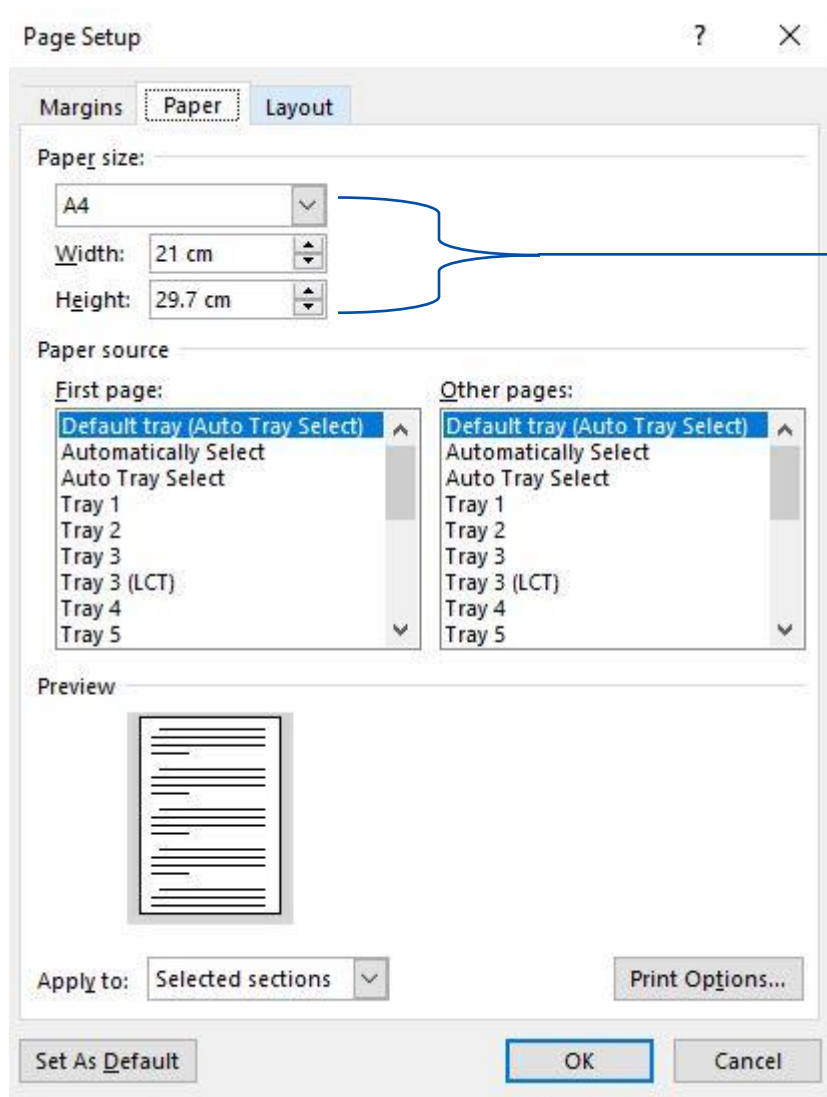 Page Setup ?
Margins Paper Layout
Paper size:
A4
Width: 21 cm
Height: 29.7 cm
Paper source
First page: Other pages:
Default tray (Auto Tray Select) Default tray (Auto Tray Select)
Automatically Select Automatically Select
Auto Tray Select Auto Tray Select
Tray 1 Tray 1
Tray 2 Tray 2
Tray 3 Tray 3
Tray 3 (LCT) Tray 3 (LCT)
Tray 4 Tray 4
Tray 5 Tray 5
Preview
Apply to: Selected sections Print Options...
Set As Default OK Cancel